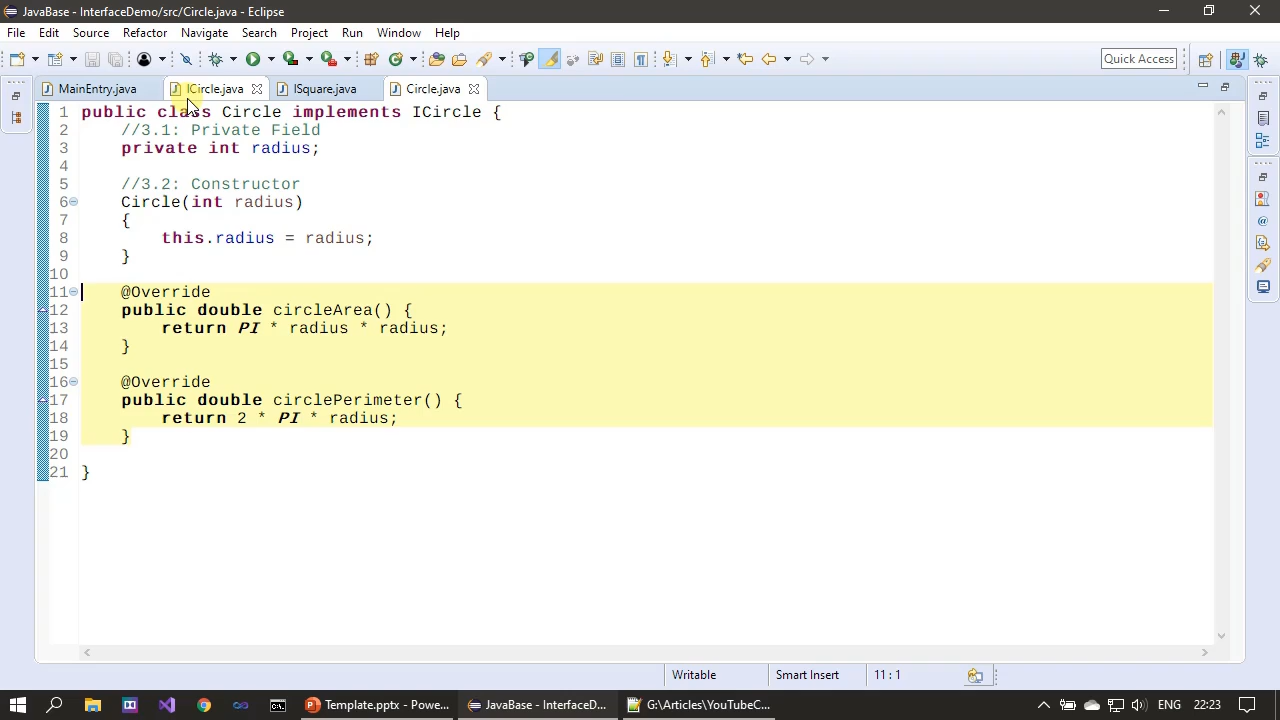 JavaBase - InterfaceDemo/src/Circle.java - Eclipse
File Edit Source Refactor Navigate Search Project Run Window Help
Quick Access
MainEntry.java ICircle.java ISquare.java Circle.java
1 public class Circle implements ICircle {
2 //3.1: Private Field
3 private int radius;
4
5 //3.2: Constructor
6 Circle(int radius)
7 {
8 this.radius = radius;
9 }
10
11 @Override
12 public double circleArea() {
13 return PI * radius * radius;
14 }
15
16 @Override
17 public double circlePerimeter() {
18 return 2 * PI * radius;
19 }
20
21 }
Writable Smart Insert 11 : 1
Template.pptx - Powe... JavaBase - InterfaceD... G:\Articles\YouTubeC... ENG 22:23